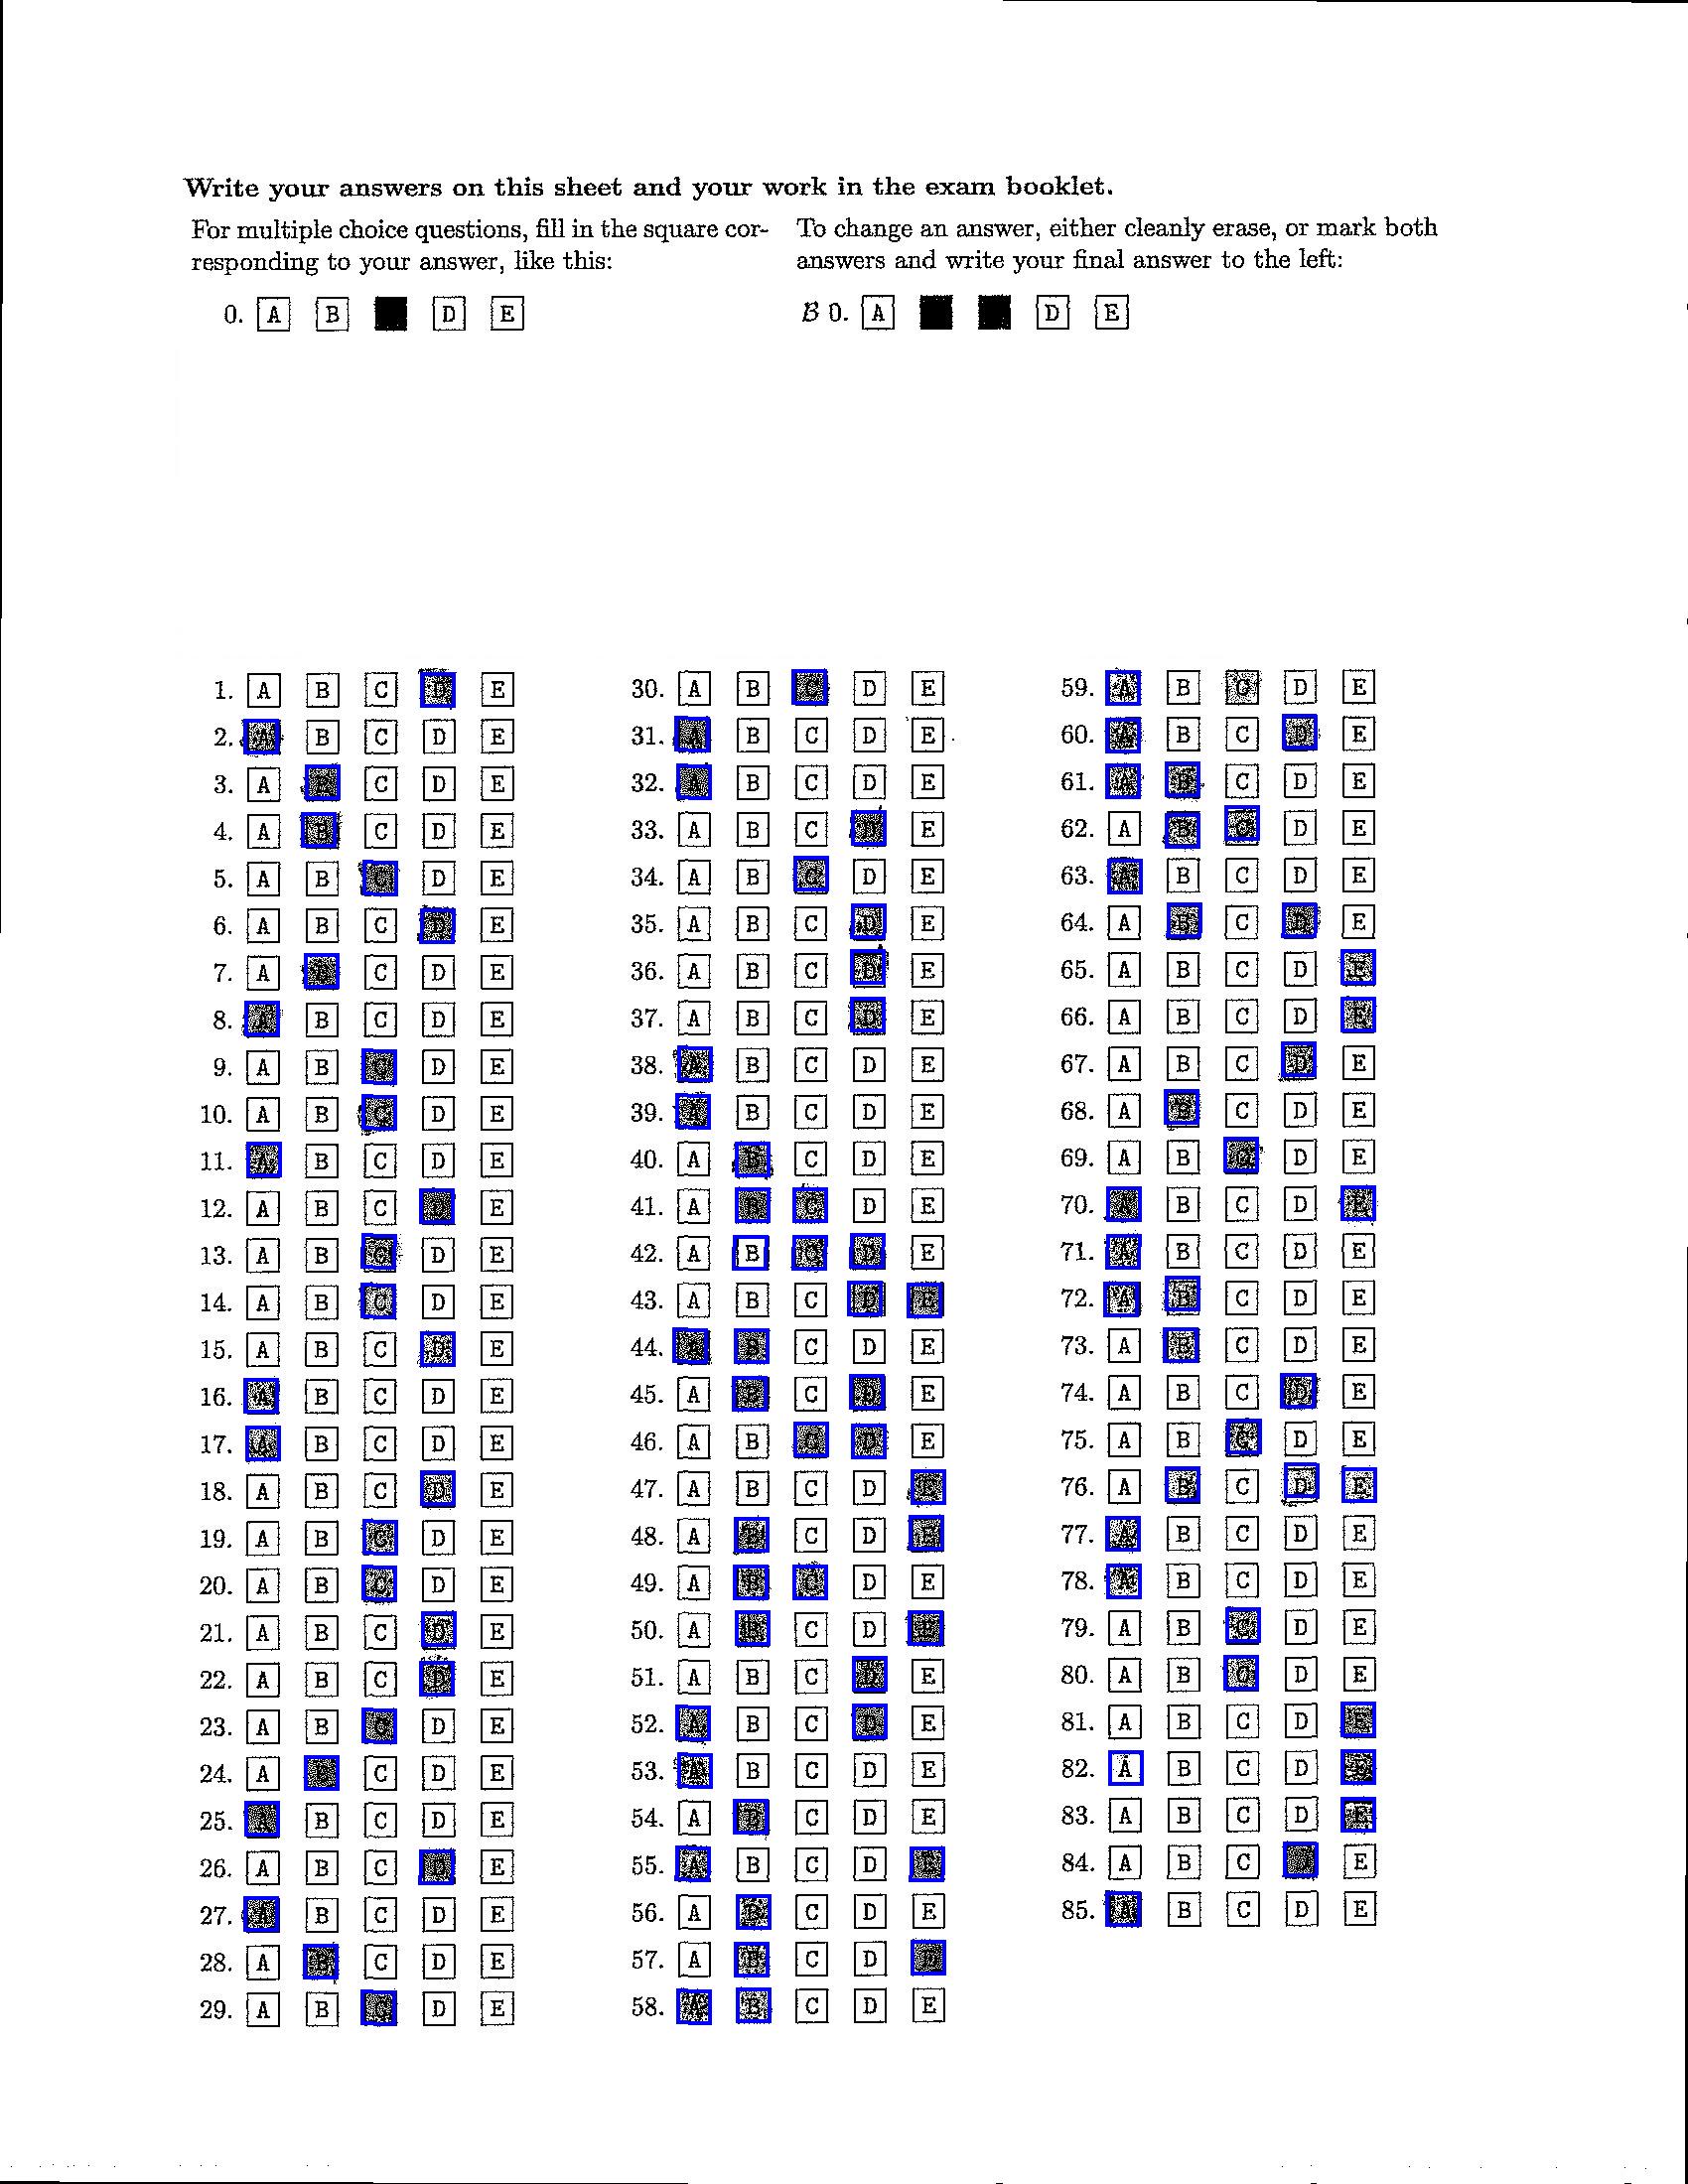 Write your answers on this sheet and your work in the exam booklet.
For multiple choice questions, fill in the square cor-
responding to your answer, like this:
0. A B D E
To change an answer, either cleanly erase, or mark both
answers and write your final answer to the left:
B 0. A D E
1. A B C D E
2. A B C D E
3. A B C D E
4. A B C D E
5. A B C D E
6. A B C D E
7. A B C D E
8. A B C D E
9. A B C D E
10. A B C D E
11. A B C D E
12. A B C D E
13. A B C D E
14. A B C D E
15. A B C D E
16. A B C D E
17. A B C D E
18. A B C D E
19. A B C D E
20. A B C D E
21. A B C D E
22. A B C D E
23. A B C D E
24. A B C D E
25. A B C D E
26. A B C D E
27. A B C D E
28. A B C D E
29. A B C D E
30. A B C D E
31. A B C D E
32. A B C D E
33. A B C D E
34. A B C D E
35. A B C D E
36. A B C D E
37. A B C D E
38. A B C D E
39. A B C D E
40. A B C D E
41. A B C D E
42. A B C D E
43. A B C D E
44. A B C D E
45. A B C D E
46. A B C D E
47. A B C D E
48. A B C D E
49. A B C D E
50. A B C D E
51. A B C D E
52. A B C D E
53. A B C D E
54. A B C D E
55. A B C D E
56. A B C D E
57. A B C D E
58. A B C D E
59. A B C D E
60. A B C D E
61. A B C D E
62. A B C D E
63. A B C D E
64. A B C D E
65. A B C D E
66. A B C D E
67. A B C D E
68. A B C D E
69. A B C D E
70. A B C D E
71. A B C D E
72. A B C D E
73. A B C D E
74. A B C D E
75. A B C D E
76. A B C D E
77. A B C D E
78. A B C D E
79. A B C D E
80. A B C D E
81. A B C D E
82. A B C D E
83. A B C D E
84. A B C D E
85. A B C D E